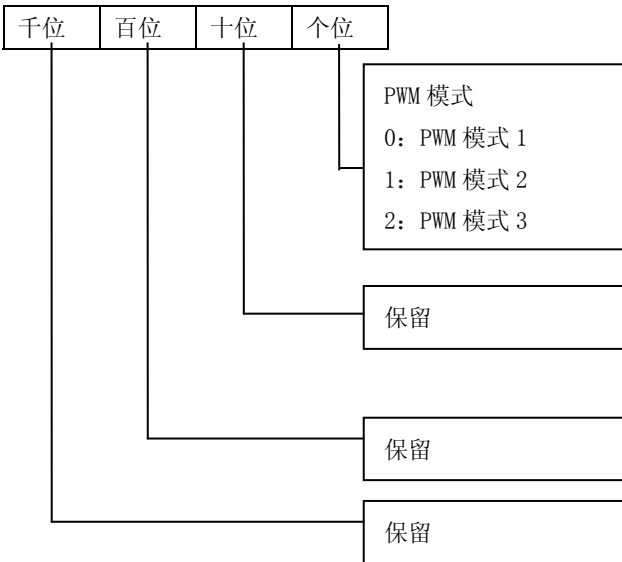 千位 百位 十位 个位
PWM 模式
0：PWM 模式 1
1：PWM 模式 2
2：PWM 模式 3
保留
保留
保留